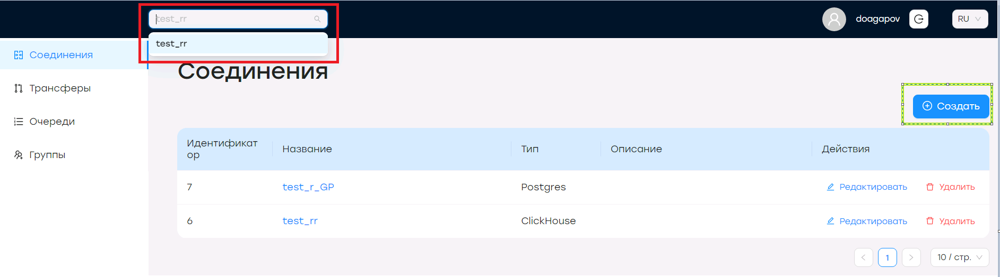 test_rr
doagapov
RU
test_rr
Соединения
Трансферы
Очереди
Группы
Соединения
Создать
Идентификат
ор
Название
Тип
Описание
Действия
7 test_r_GP Postgres Редактировать Удалить
6 test_rr ClickHouse Редактировать Удалить
1 10 / стр.